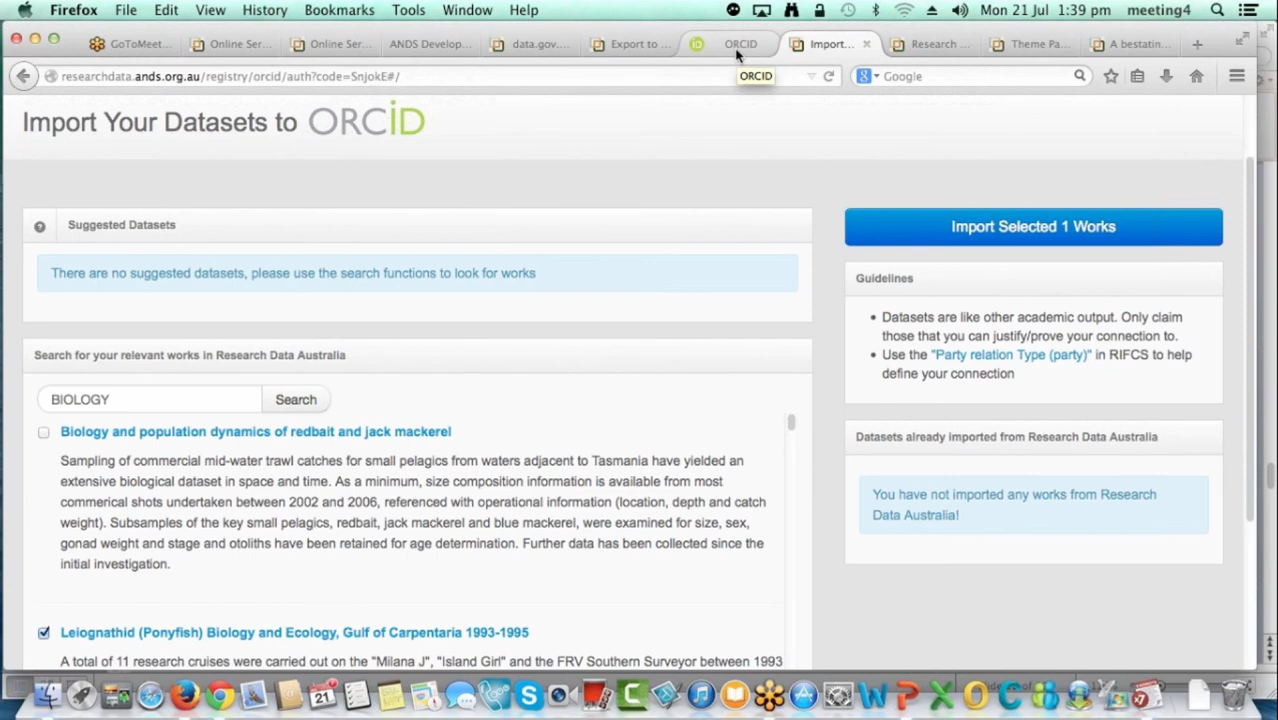 Firefox File Edit View History Bookmarks Tools Window Help Mon 21 Jul 1:39 pm meeting4
GoToMeet... Online Ser... Online Ser... ANDS Develop... data.gov.... Export to ... iD ORCID Import... Research ... Theme Pa... A bestatin...
researchdata.ands.org.au/registry/orcid/auth?code=5njokE#/ Google
ORCID
Import Your Datasets to ORCiD
Suggested Datasets
There are no suggested datasets, please use the search functions to look for works
Search for your relevant works in Research Data Australia
BIOLOGY Search
Biology and population dynamics of redbait and jack mackerel
Sampling of commercial mid-water trawl catches for small pelagics from waters adjacent to Tasmania have yielded an
extensive biological dataset in space and time. As a minimum, size composition information is available from most
commerical shots undertaken between 2002 and 2006, referenced with operational information (location, depth and catch
weight). Subsamples of the key small pelagics, redbait, jack mackerel and blue mackerel, were examined for size, sex,
gonad weight and stage and otoliths have been retained for age determination. Further data has been collected since the
initial investigation.
Leiognathid (Ponyfish) Biology and Ecology, Gulf of Carpentaria 1993-1995
A total of 11 research cruises were carried out on the "Milana J", "Island Girl" and the FRV Southern Surveyor between 1993
Import Selected 1 Works
Guidelines
• Datasets are like other academic output. Only claim
those that you can justify/prove your connection to.
• Use the "Party relation Type (party)" in RIFCS to help
define your connection
Datasets already imported from Research Data Australia
You have not imported any works from Research
Data Australia!